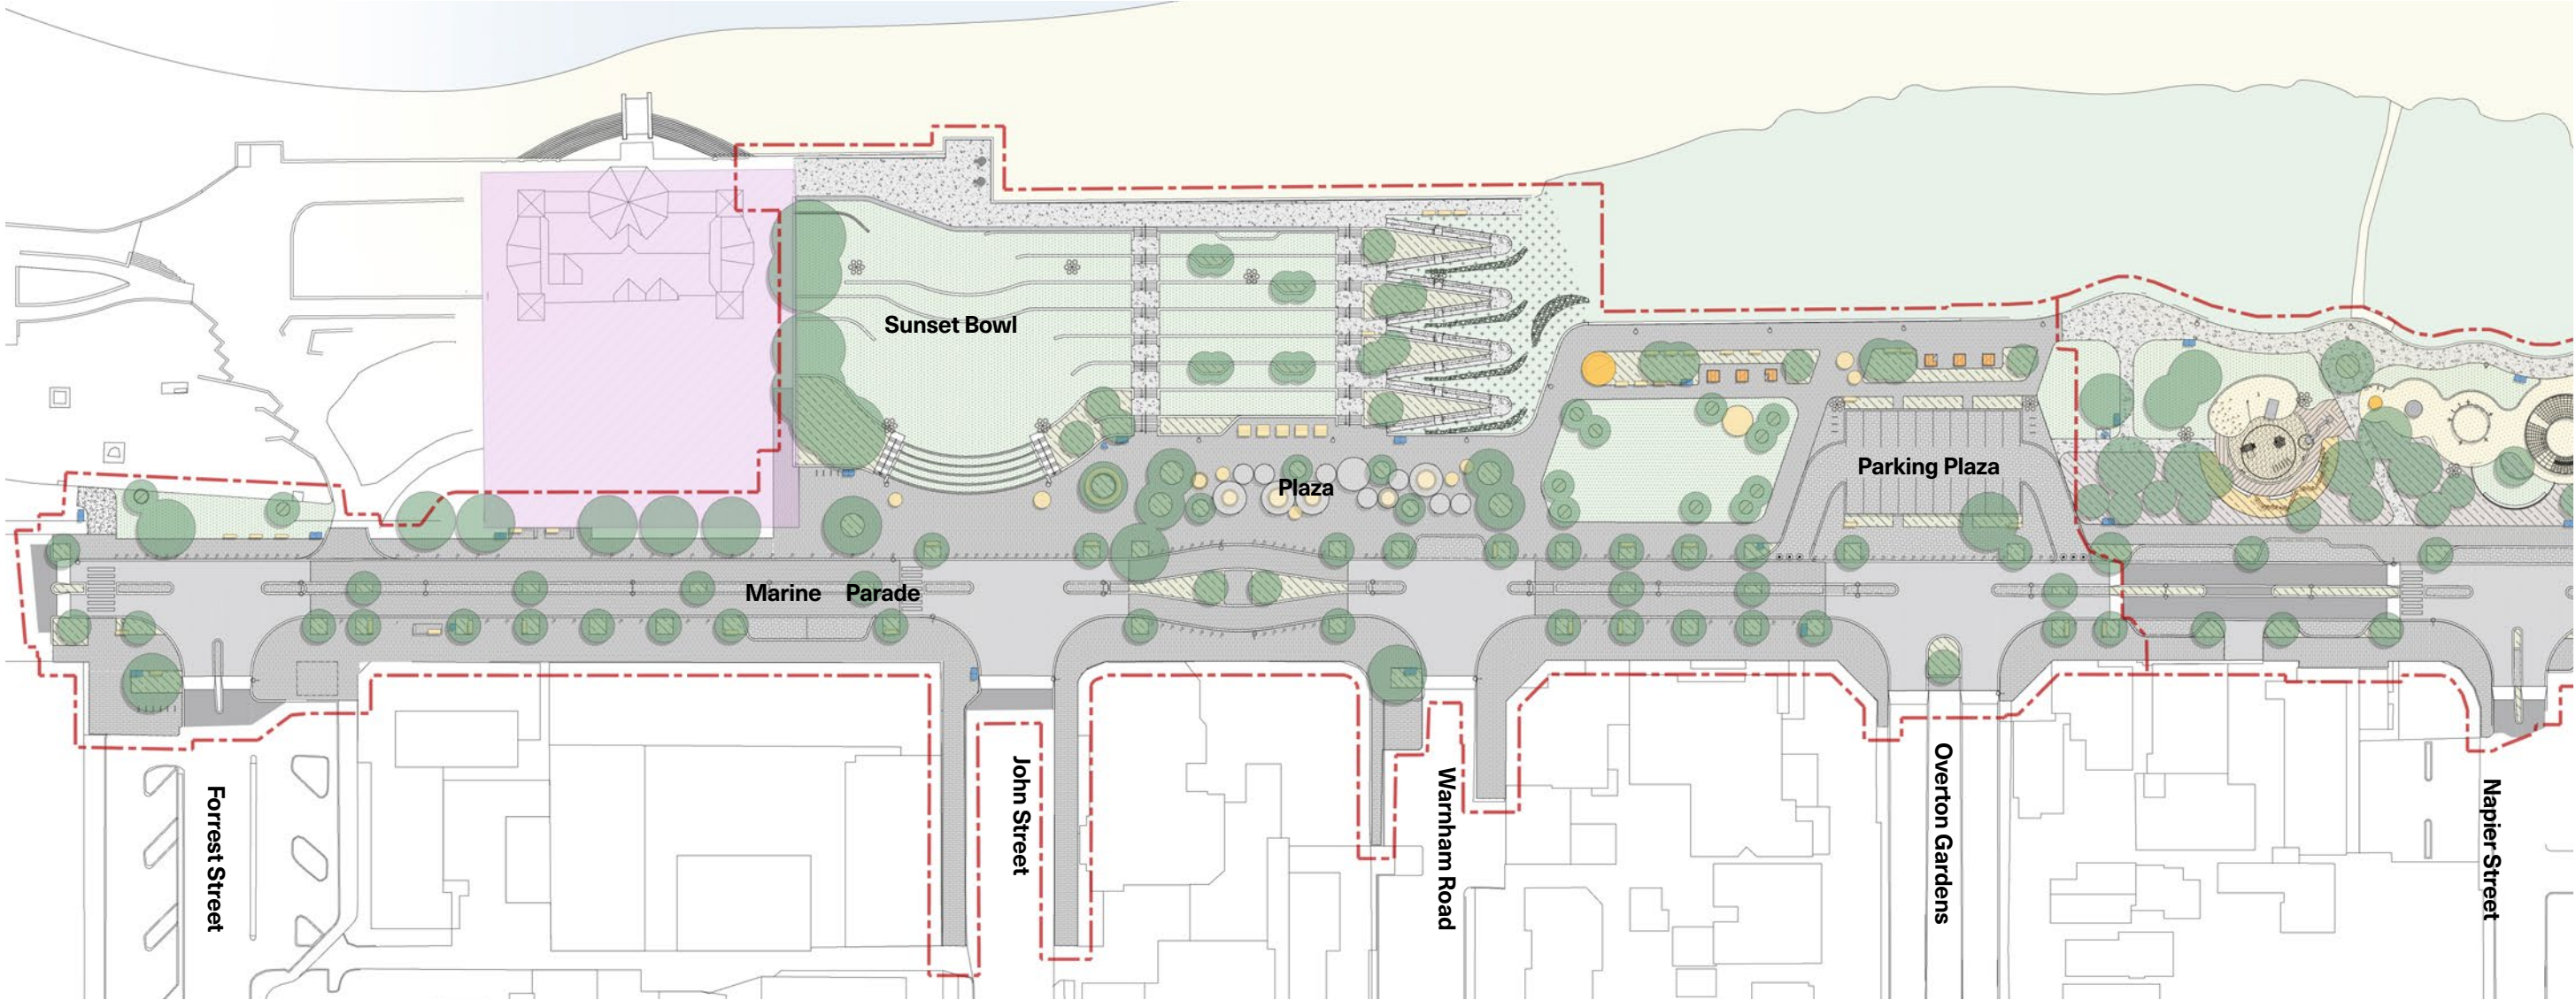 Sunset Bowl
Parking Plaza
Plaza
Marine Parade
Forrest Street
John Street
Warnham Road
Overton Gardens
Napier Street